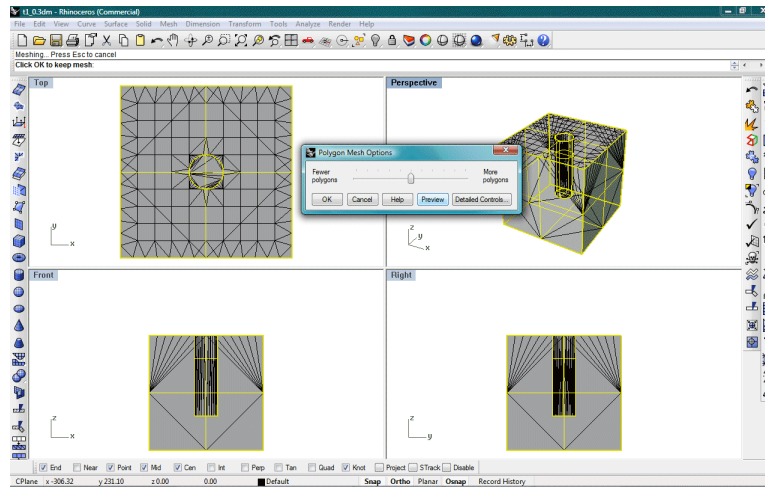 t1_0.3dm - Rhinoceros (Commercial)
File Edit View Curve Surface Solid Mesh Dimension Transform Tools Analyze Render Help
Meshing... Press Esc to cancel
Click OK to keep mesh:
Top
Perspective
Polygon Mesh Options
Fewer polygons
More polygons
OK Cancel Help Preview Detailed Controls...
y
x
z
y
x
Front
Right
z
x
z
y
End Near Point Mid Cen Int Perp Tan Quad Knot Project STrack Disable
CPlane x -306.32 y 231.10 z 0.00 0.00 Default Snap Ortho Planar Osnap Record History